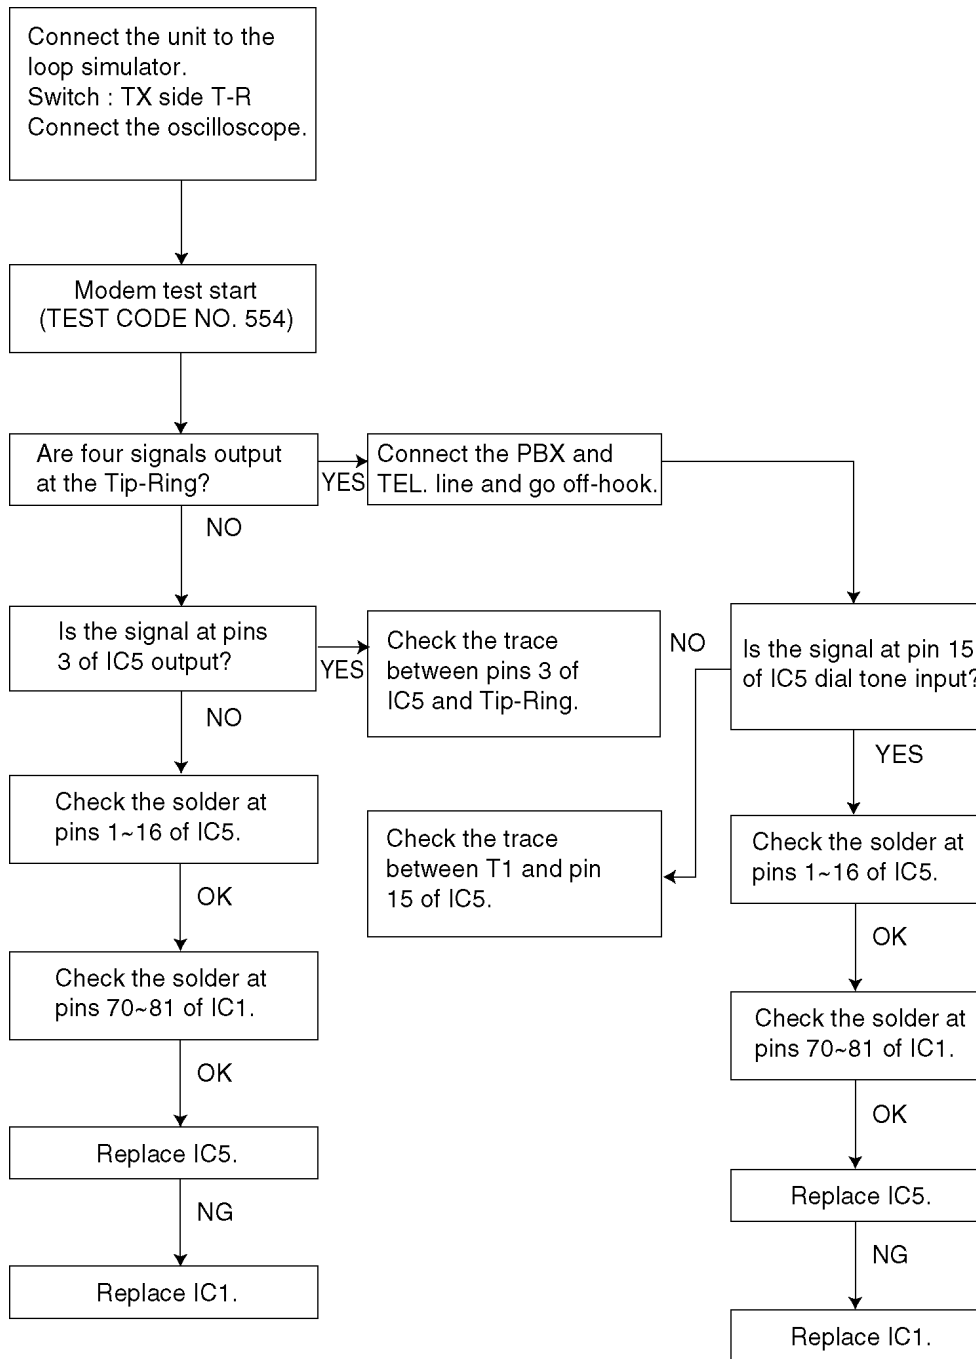 Connect the unit to the
loop simulator.
Switch : TX side T-R
Connect the oscilloscope.
Modem test start
(TEST CODE NO. 554)
Are four signals output
at the Tip-Ring?
YES
Connect the PBX and
TEL. line and go off-hook.
NO
Is the signal at pins
3 of IC5 output?
YES
Check the trace
between pins 3 of
IC5 and Tip-Ring.
NO
Is the signal at pin 15
of IC5 dial tone input?
NO
YES
Check the solder at
pins 1~16 of IC5.
Check the trace
between T1 and pin
15 of IC5.
Check the solder at
pins 1~16 of IC5.
OK
OK
Check the solder at
pins 70~81 of IC1.
Check the solder at
pins 70~81 of IC1.
OK
OK
Replace IC5.
Replace IC5.
NG
NG
Replace IC1.
Replace IC1.